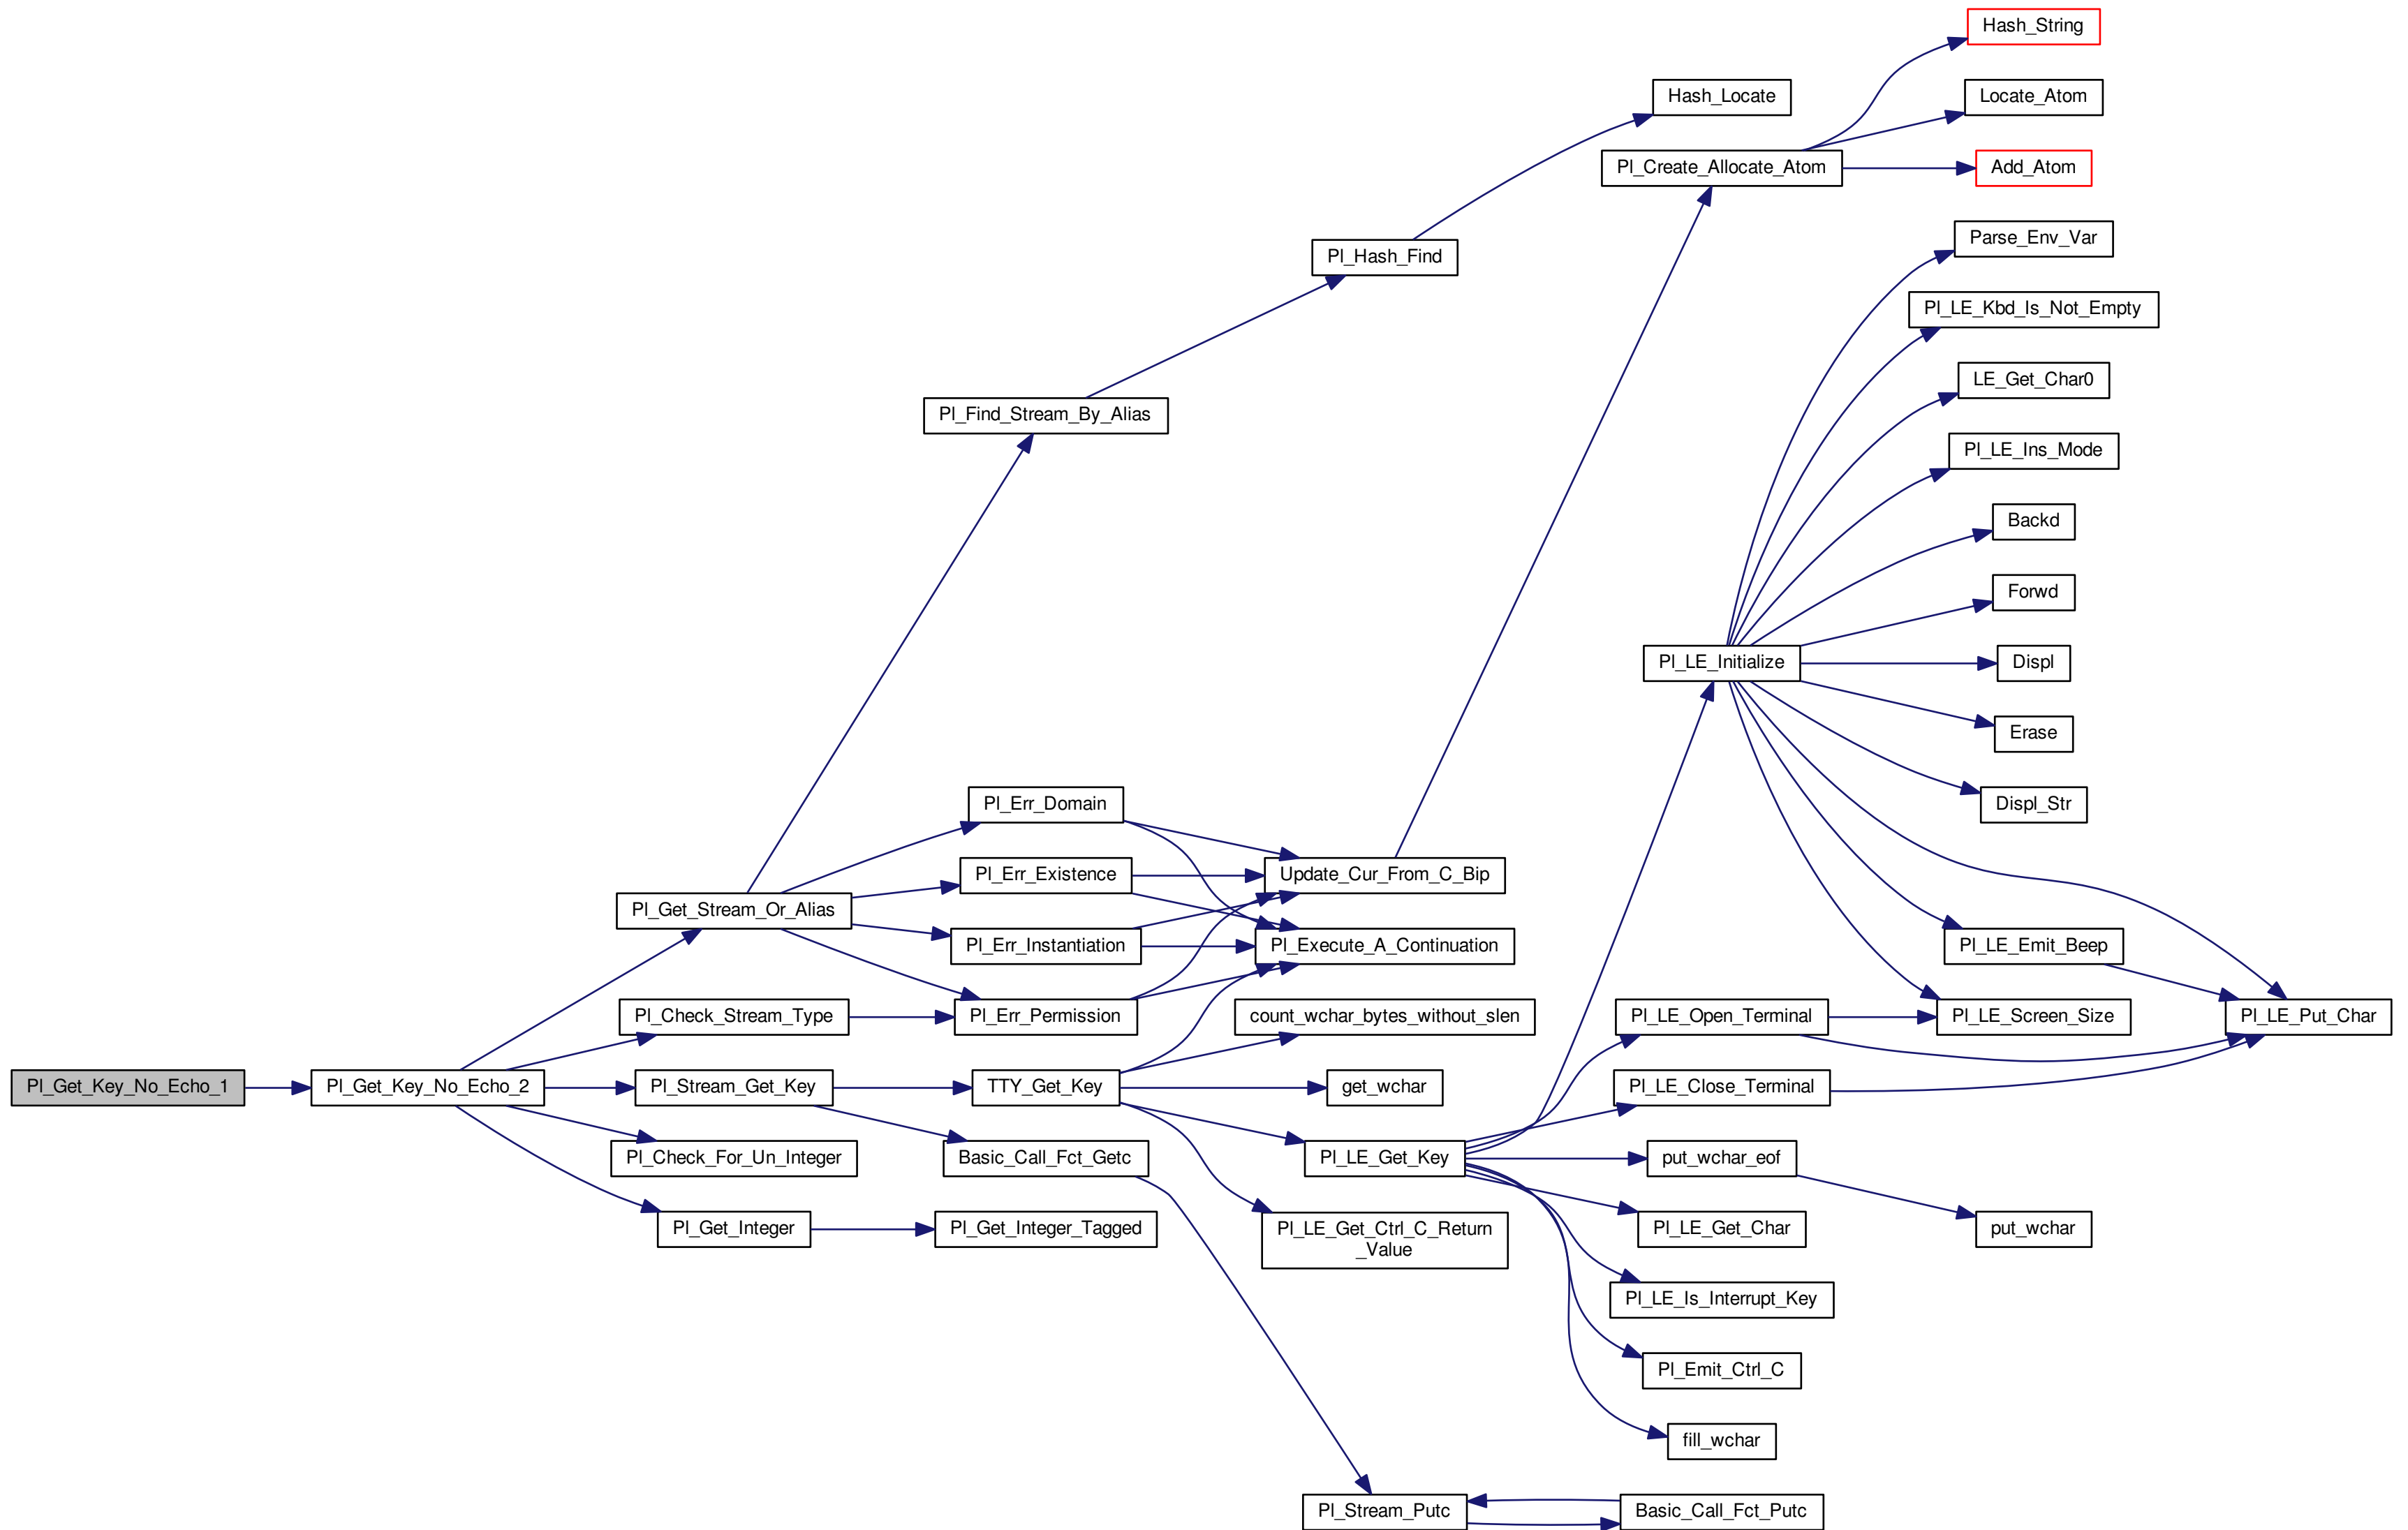 Hash_String
Hash_Locate
Locate_Atom
Pl_Create_Allocate_Atom
Add_Atom
Parse_Env_Var
Pl_Hash_Find
Pl_LE_Kbd_Is_Not_Empty
LE_Get_Char0
Pl_Find_Stream_By_Alias
Pl_LE_Ins_Mode
Backd
Forwd
Pl_LE_Initialize
Displ
Erase
Pl_Err_Domain
Displ_Str
Pl_Err_Existence
Update_Cur_From_C_Bip
Pl_Get_Stream_Or_Alias
Pl_Err_Instantiation
Pl_Execute_A_Continuation
Pl_LE_Emit_Beep
Pl_Check_Stream_Type
Pl_Err_Permission
count_wchar_bytes_without_slen
Pl_LE_Open_Terminal
Pl_LE_Screen_Size
Pl_LE_Put_Char
Pl_Get_Key_No_Echo_1
Pl_Get_Key_No_Echo_2
Pl_Stream_Get_Key
TTY_Get_Key
get_wchar
Pl_LE_Close_Terminal
Pl_Check_For_Un_Integer
Basic_Call_Fct_Getc
Pl_LE_Get_Key
put_wchar_eof
Pl_Get_Integer
Pl_Get_Integer_Tagged
Pl_LE_Get_Ctrl_C_Return
_Value
Pl_LE_Get_Char
put_wchar
Pl_LE_Is_Interrupt_Key
Pl_Emit_Ctrl_C
fill_wchar
Pl_Stream_Putc
Basic_Call_Fct_Putc